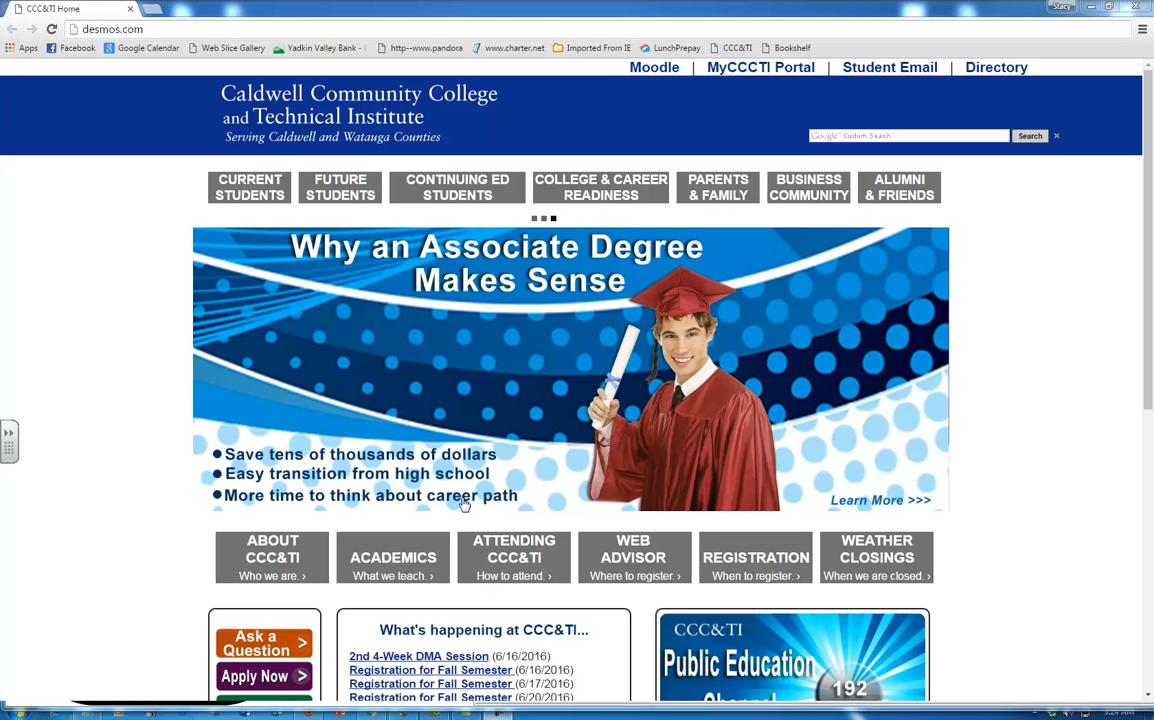 CCC&TI Home
Stacy
desmos.com
Apps Facebook Google Calendar Web Slice Gallery Yadkin Valley Bank - http--www.pandora www.charter.net Imported From IE LunchPrepay CCC&TI Bookshelf
Moodle | MyCCCTI Portal | Student Email | Directory
Caldwell Community College
and Technical Institute
Serving Caldwell and Watauga Counties
Google™ Custom Search Search
CURRENT STUDENTS
FUTURE STUDENTS
CONTINUING ED STUDENTS
COLLEGE & CAREER READINESS
PARENTS & FAMILY
BUSINESS COMMUNITY
ALUMNI & FRIENDS
Why an Associate Degree
Makes Sense
Save tens of thousands of dollars
Easy transition from high school
More time to think about career path
Learn More >>>
ABOUT
CCC&TI
Who we are. ›
ACADEMICS
What we teach. ›
ATTENDING
CCC&TI
How to attend. ›
WEB
ADVISOR
Where to register. ›
REGISTRATION
When to register. ›
WEATHER
CLOSINGS
When we are closed. ›
Ask a
Question >
Apply Now >
What's happening at CCC&TI...
2nd 4-Week DMA Session (6/16/2016)
Registration for Fall Semester (6/16/2016)
Registration for Fall Semester (6/17/2016)
Registration for Fall Semester (6/20/2016)
CCC&TI
Public Education
Channel
192